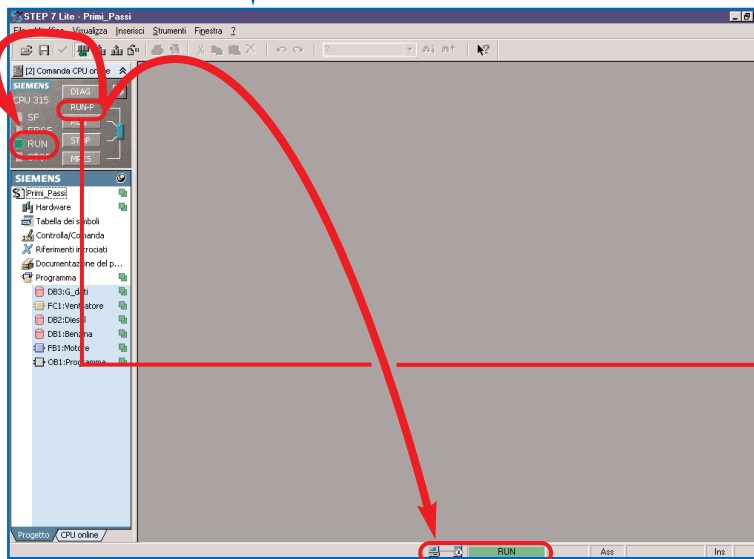 STEP 7 Lite - Primi_Passi
Visualizza Inserisci Strumenti Finestra ?
?
[2] Comanda CPU online
SIEMENS
CPU 315
DIAG
RUN-P
SF
RUN
STOP
MRES
SIEMENS
Primi_Passi
Hardware
Tabella dei simboli
Controlla/Comanda
Riferimenti incrociati
Documentazione del p...
Programma
DB3:G_dati
FC1:Ventilatore
DB2:Diesel
DB1:Benzina
FB1:Motore
OB1:Programma
Progetto CPU online
RUN Ass Ins